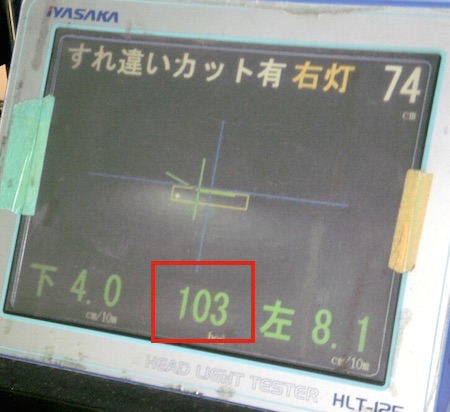 IYASAKA
すれ違いカット有 右灯 74
cm
下 4.0 103 左 8.1
cm/10m cm/10m
HEAD LIGHT TESTER
HLT-125